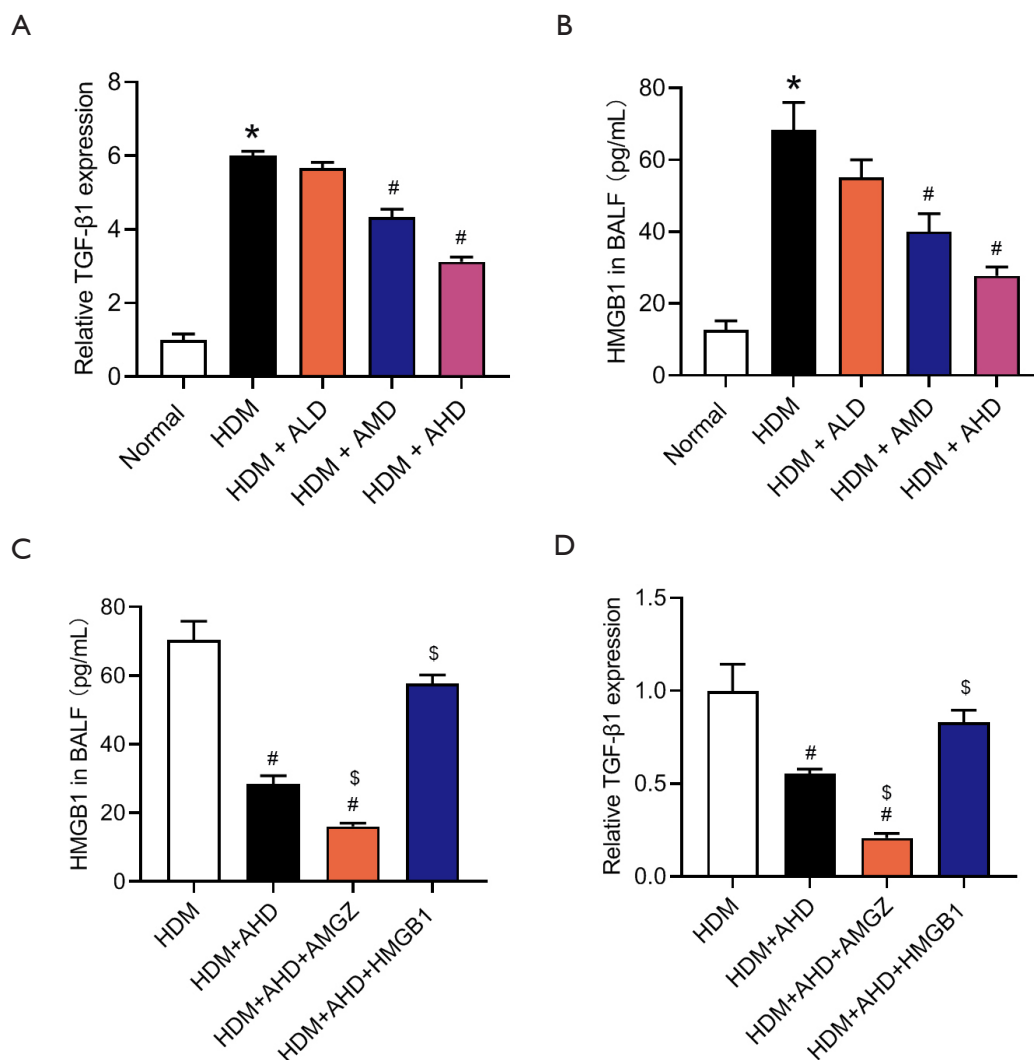 A
Relative TGF-β1 expression
8
6
4
2
0
*
#
#
Normal
HDM
HDM + ALD
HDM + AMD
HDM + AHD
B
HMGB1 in BALF（pg/mL）
80
60
40
20
0
*
#
#
Normal
HDM
HDM + ALD
HDM + AMD
HDM + AHD
C
HMGB1 in BALF（pg/mL）
80
60
40
20
0
#
$
#
$
HDM
HDM+AHD
HDM+AHD+AMGZ
HDM+AHD+HMGB1
D
Relative TGF-β1 expression
1.5
1.0
0.5
0.0
#
$
#
$
HDM
HDM+AHD
HDM+AHD+AMGZ
HDM+AHD+HMGB1